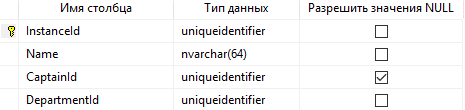 Имя столбца Тип данных Разрешить значения NULL
InstanceId uniqueidentifier
Name nvarchar(64)
CaptainId uniqueidentifier
DepartmentId uniqueidentifier